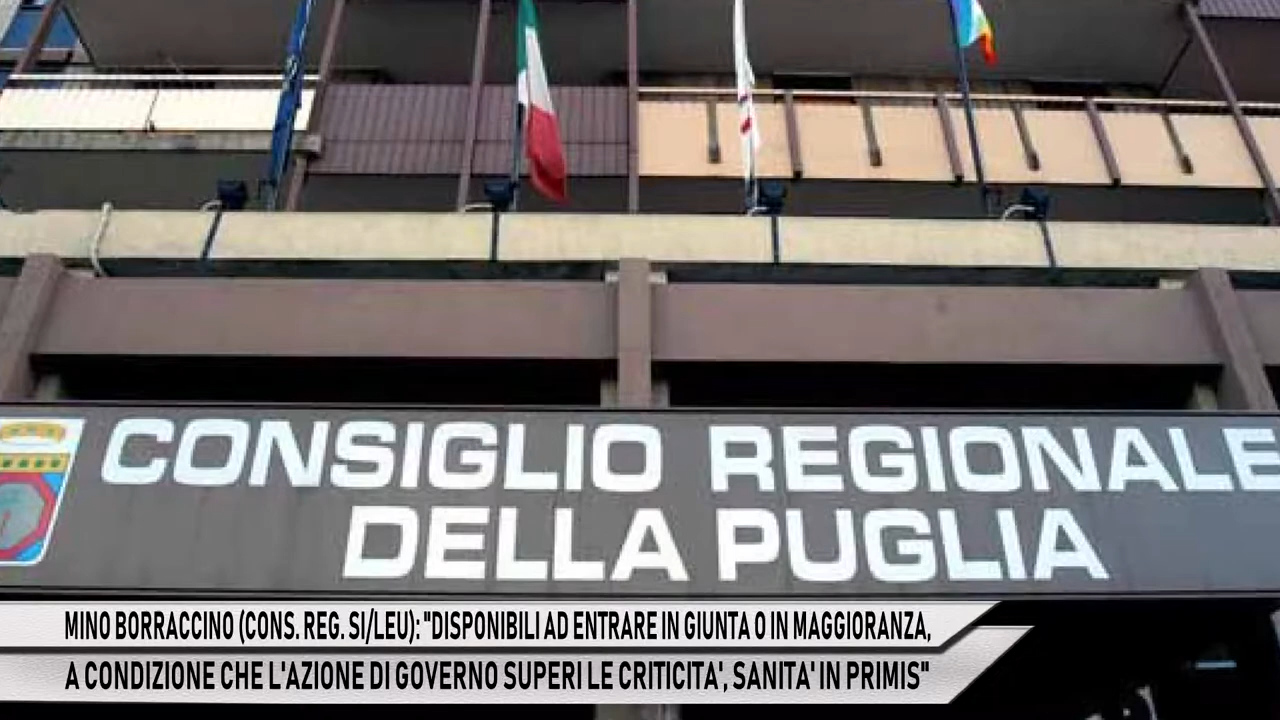 CONSIGLIO REGIONALE
DELLA PUGLIA
MINO BORRACCINO (CONS. REG. SI/LEU): "DISPONIBILI AD ENTRARE IN GIUNTA O IN MAGGIORANZA,
A CONDIZIONE CHE L'AZIONE DI GOVERNO SUPERI LE CRITICITA', SANITA' IN PRIMIS"